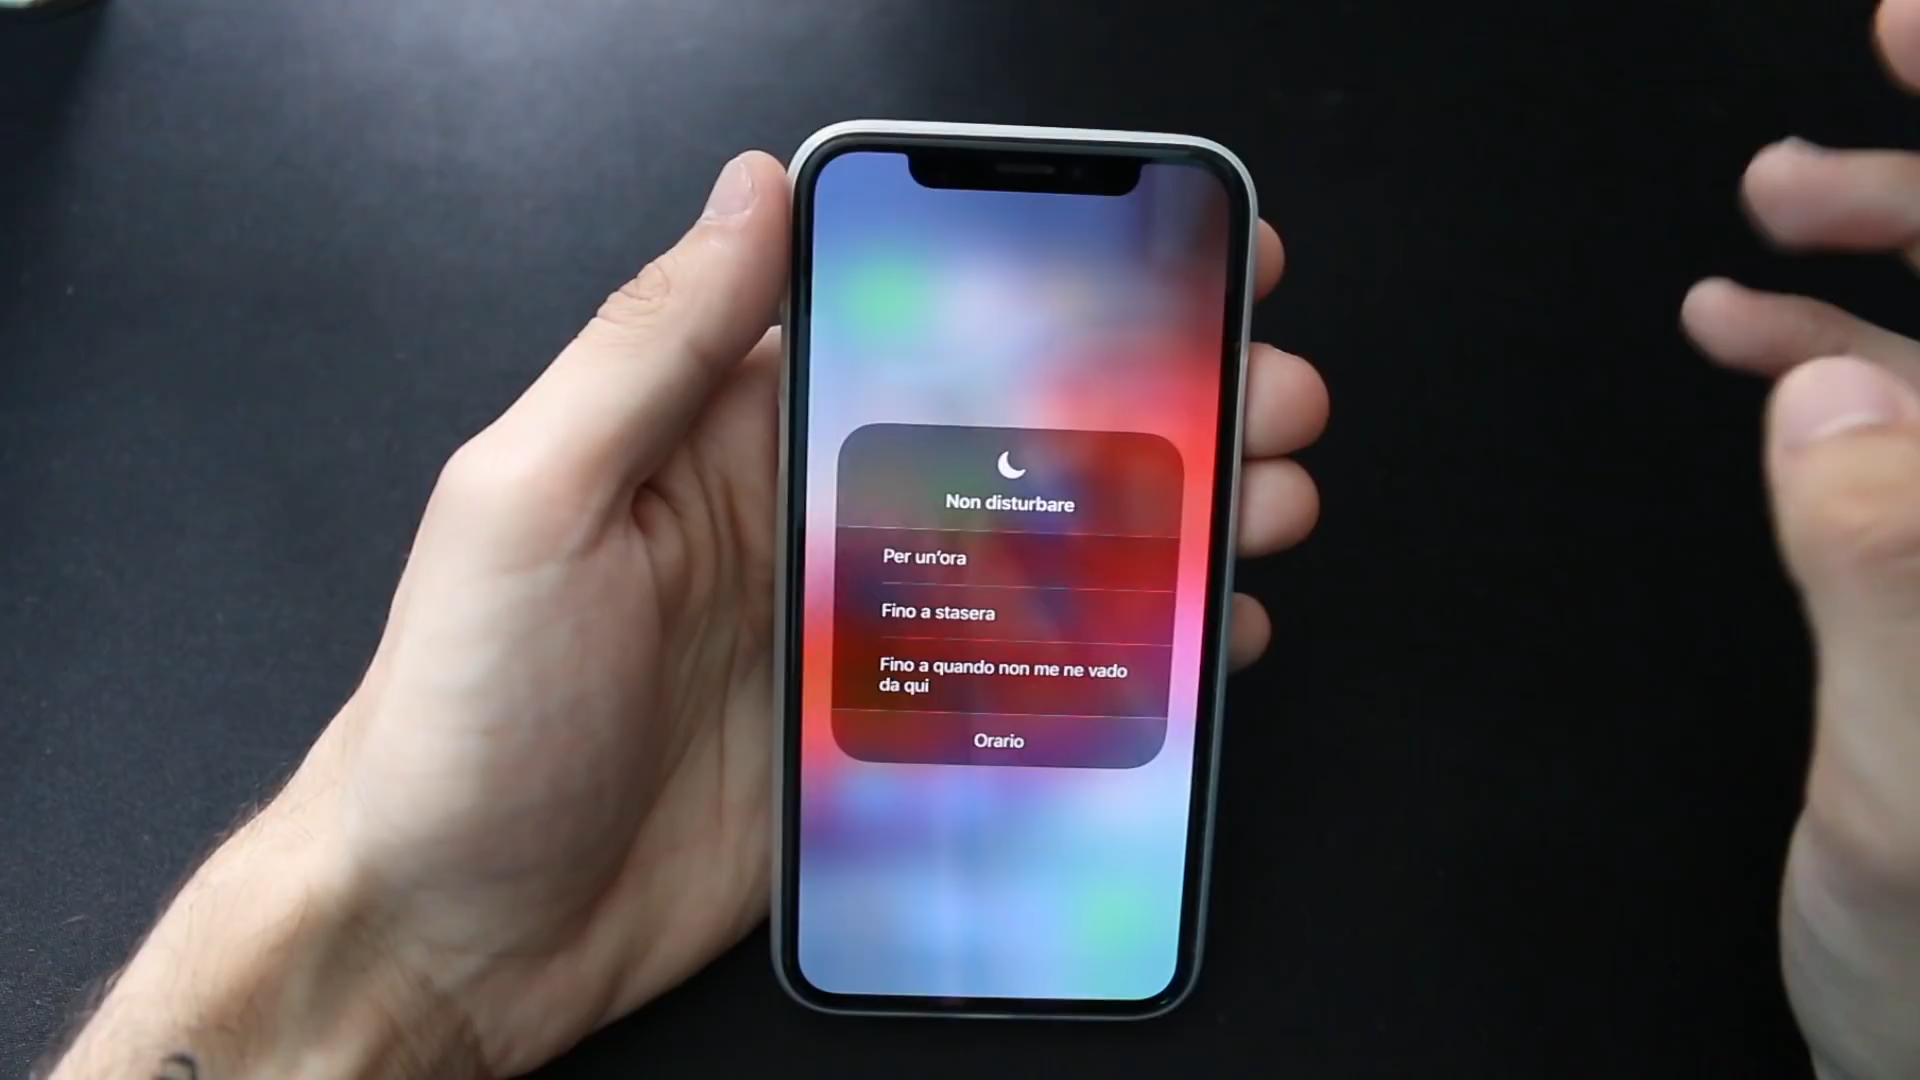 Non disturbare
Per un'ora
Fino a stasera
Fino a quando non me ne vado
da qui
Orario